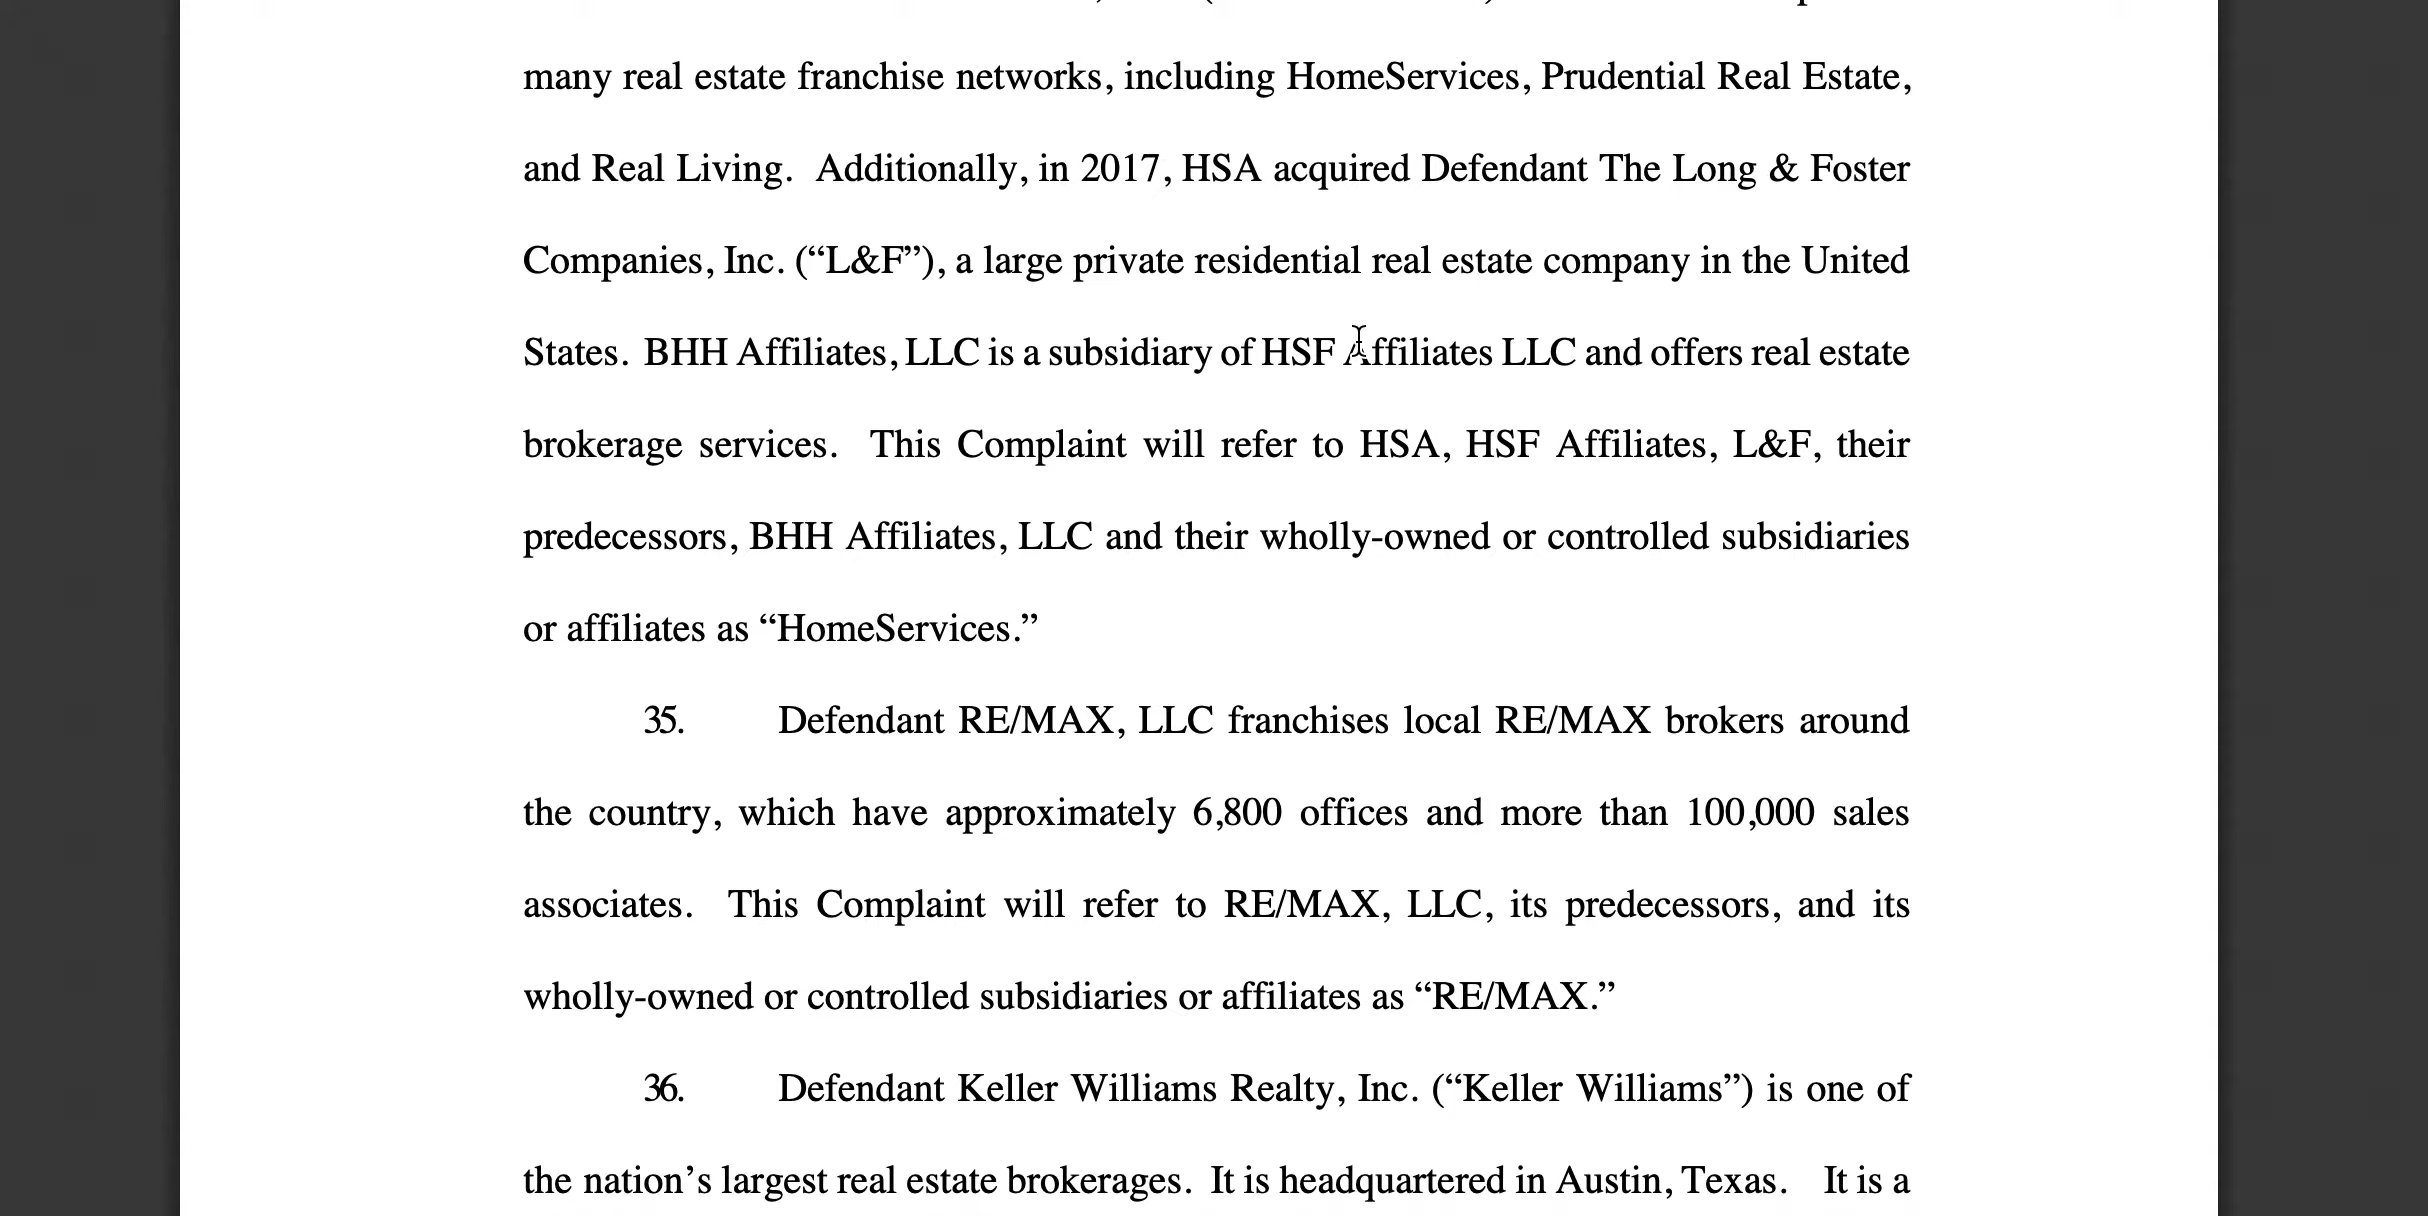 many real estate franchise networks, including HomeServices, Prudential Real Estate,
and Real Living. Additionally, in 2017, HSA acquired Defendant The Long & Foster
Companies, Inc. (“L&F”), a large private residential real estate company in the United
States. BHH Affiliates, LLC is a subsidiary of HSF Affiliates LLC and offers real estate
brokerage services. This Complaint will refer to HSA, HSF Affiliates, L&F, their
predecessors, BHH Affiliates, LLC and their wholly-owned or controlled subsidiaries
or affiliates as “HomeServices.”
35. Defendant RE/MAX, LLC franchises local RE/MAX brokers around
the country, which have approximately 6,800 offices and more than 100,000 sales
associates. This Complaint will refer to RE/MAX, LLC, its predecessors, and its
wholly-owned or controlled subsidiaries or affiliates as “RE/MAX.”
36. Defendant Keller Williams Realty, Inc. (“Keller Williams”) is one of
the nation’s largest real estate brokerages. It is headquartered in Austin, Texas. It is a